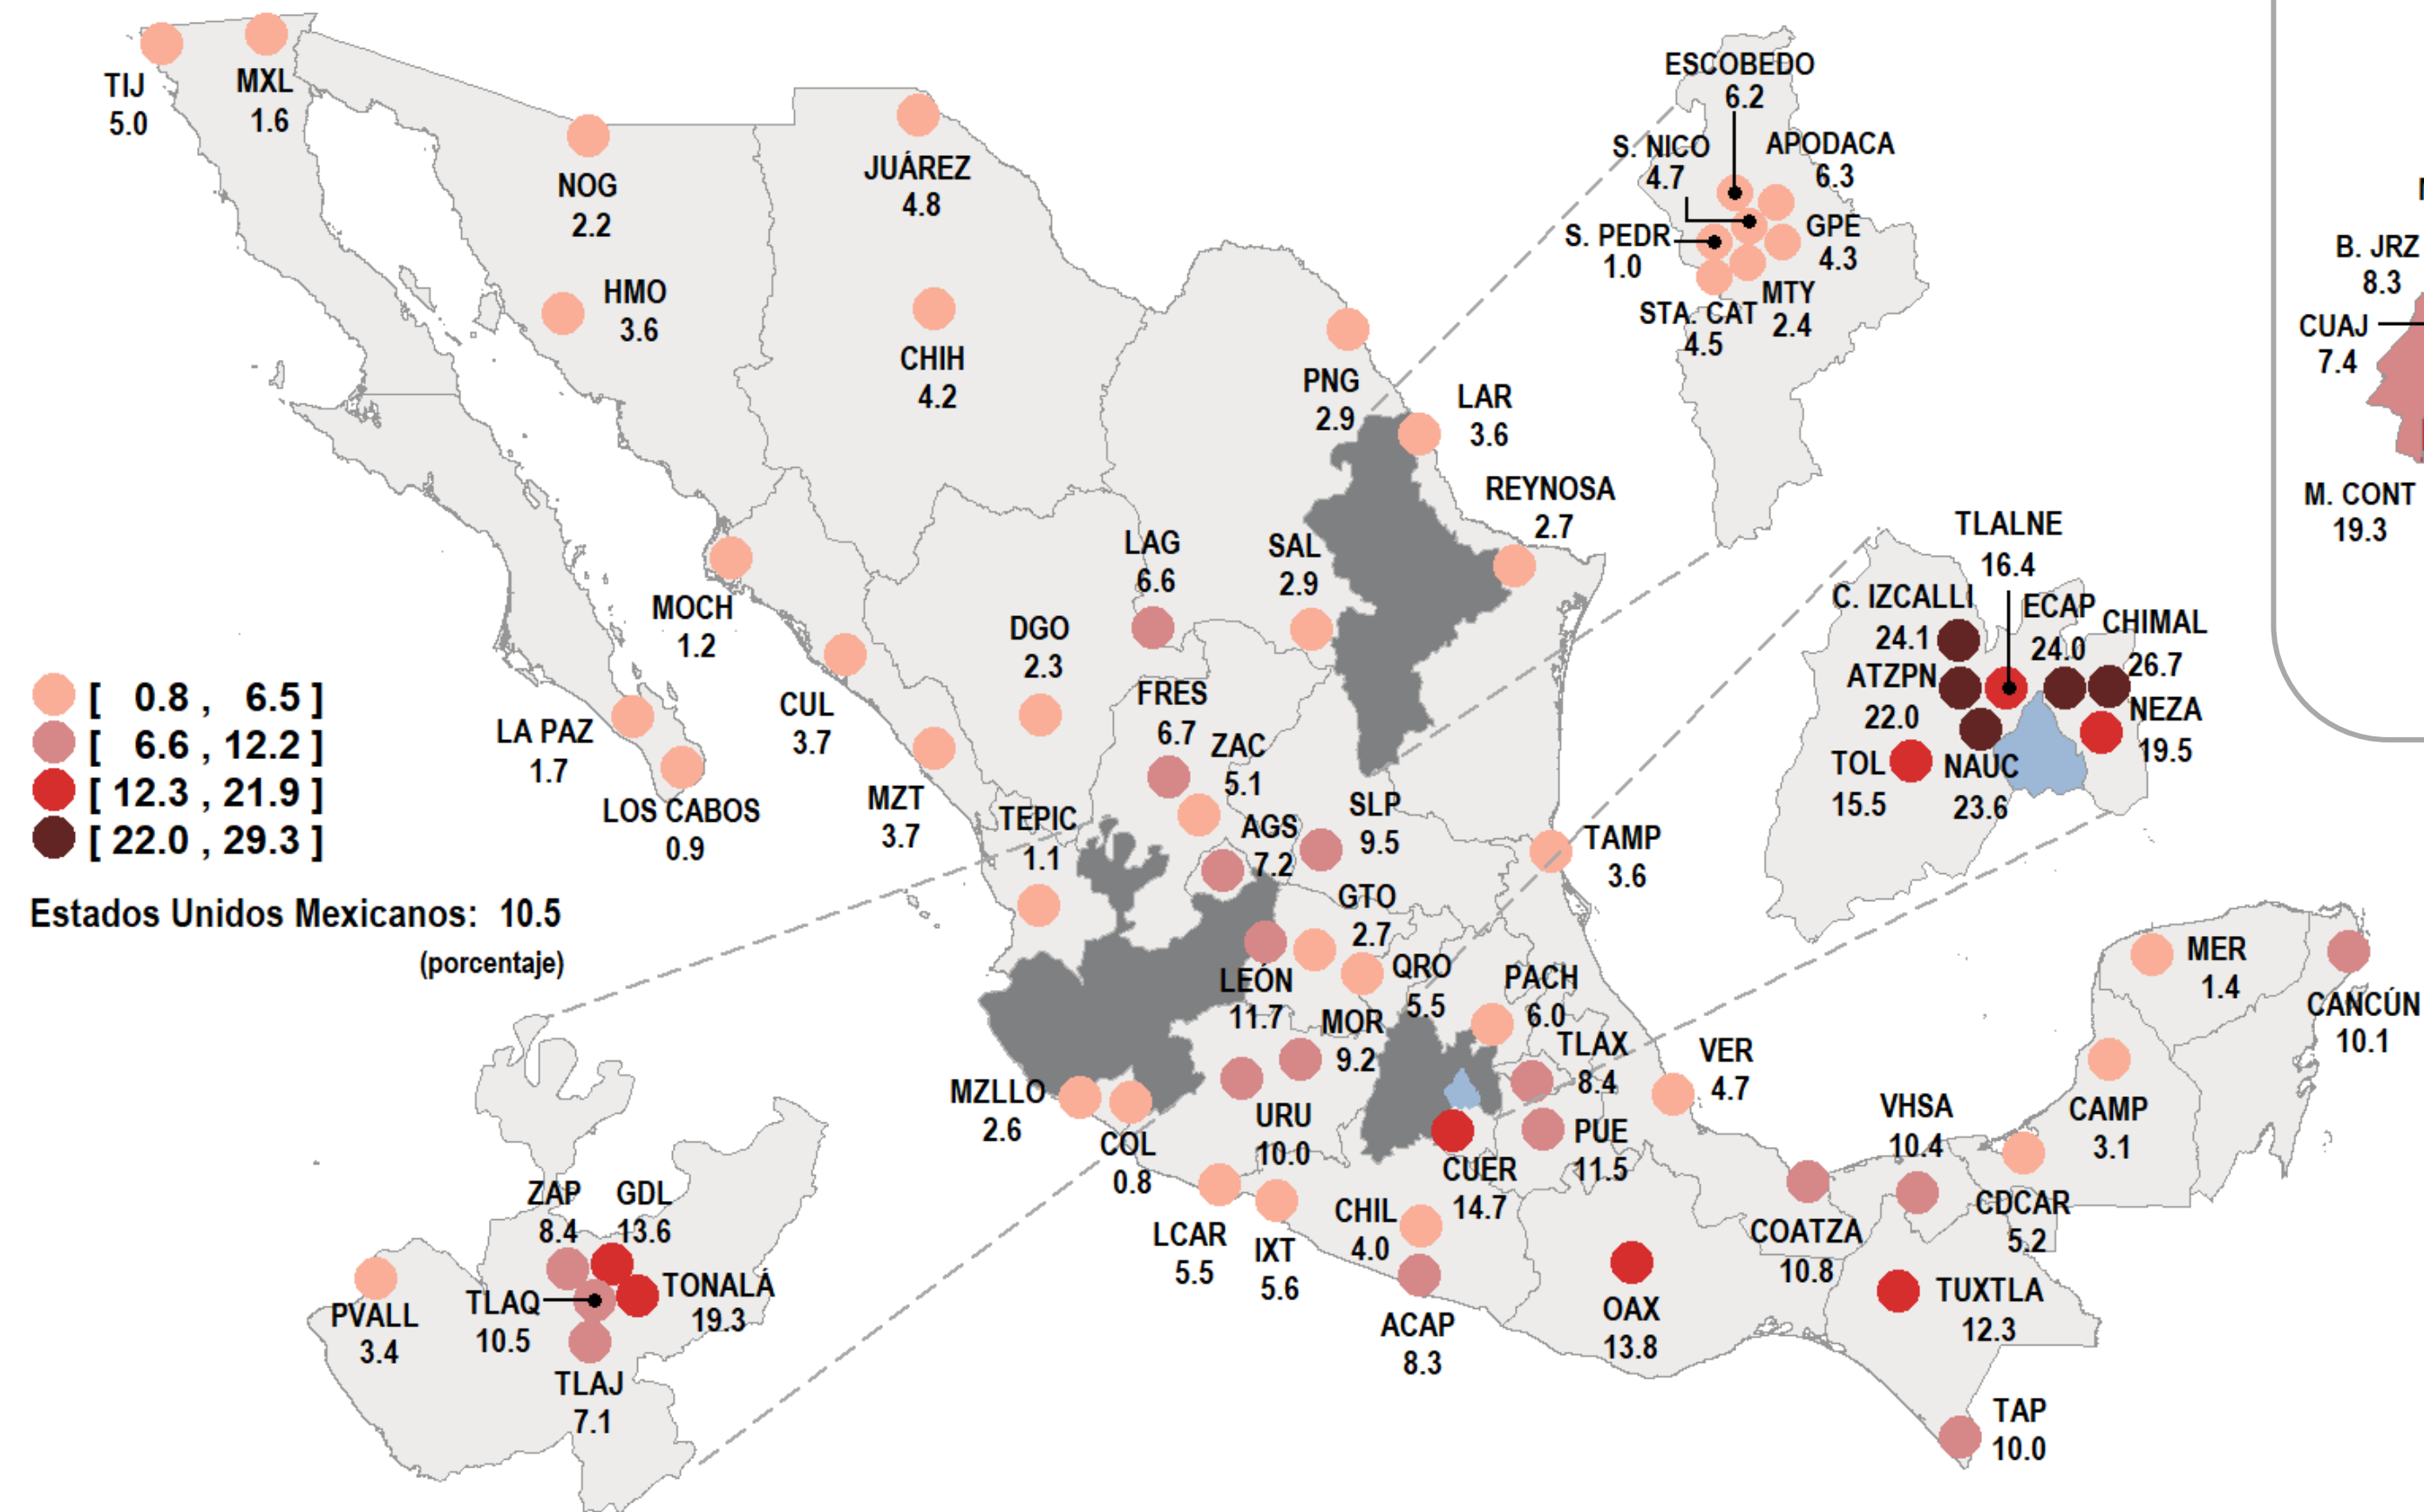 TIJ
5.0
MXL
1.6
NOG
2.2
HMO
3.6
JUÁREZ
4.8
CHIH
4.2
PNG
2.9
LAR
3.6
REYNOSA
2.7
ESCOBEDO
6.2
S. NICO
4.7
APODACA
6.3
S. PEDR
1.0
GPE
4.3
STA. CAT
4.5
MTY
2.4
B. JRZ
8.3
CUAJ
7.4
M. CONT
19.3
MOCH
1.2
CUL
3.7
MZT
3.7
LA PAZ
1.7
LOS CABOS
0.9
DGO
2.3
LAG
6.6
SAL
2.9
FRES
6.7
ZAC
5.1
TEPIC
1.1
AGS
7.2
SLP
9.5
TAMP
3.6
GTO
2.7
LEÓN
11.7
QRO
5.5
PACH
6.0
MOR
9.2
TLAX
8.4
VER
4.7
MZLLO
2.6
COL
0.8
URU
10.0
CUER
14.7
PUE
11.5
LCAR
5.5
IXT
5.6
CHIL
4.0
ACAP
8.3
OAX
13.8
COATZA
10.8
VHSA
10.4
CDCAR
5.2
CAMP
3.1
MER
1.4
CANCÚN
10.1
TUXTLA
12.3
TAP
10.0
TLALNE
16.4
C. IZCALLI
24.1
ECAP
24.0
CHIMAL
26.7
ATZPN
22.0
NEZA
19.5
TOL
15.5
NAUC
23.6
[ 0.8 , 6.5 ]
[ 6.6 , 12.2 ]
[ 12.3 , 21.9 ]
[ 22.0 , 29.3 ]
Estados Unidos Mexicanos: 10.5
(porcentaje)
ZAP
8.4
GDL
13.6
PVALL
3.4
TLAQ
10.5
TONALÁ
19.3
TLAJ
7.1